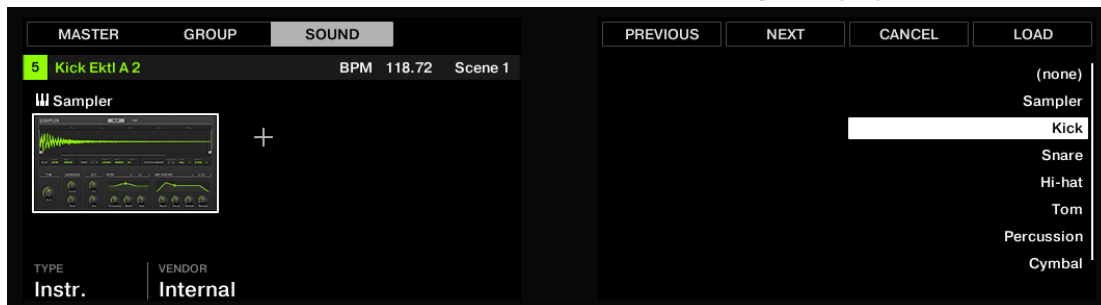 MASTER GROUP SOUND
5 Kick Ektl A 2 BPM 118.72 Scene 1
Sampler
TYPE VENDOR
Instr. Internal
PREVIOUS NEXT CANCEL LOAD
(none)
Sampler
Kick
Snare
Hi-hat
Tom
Percussion
Cymbal